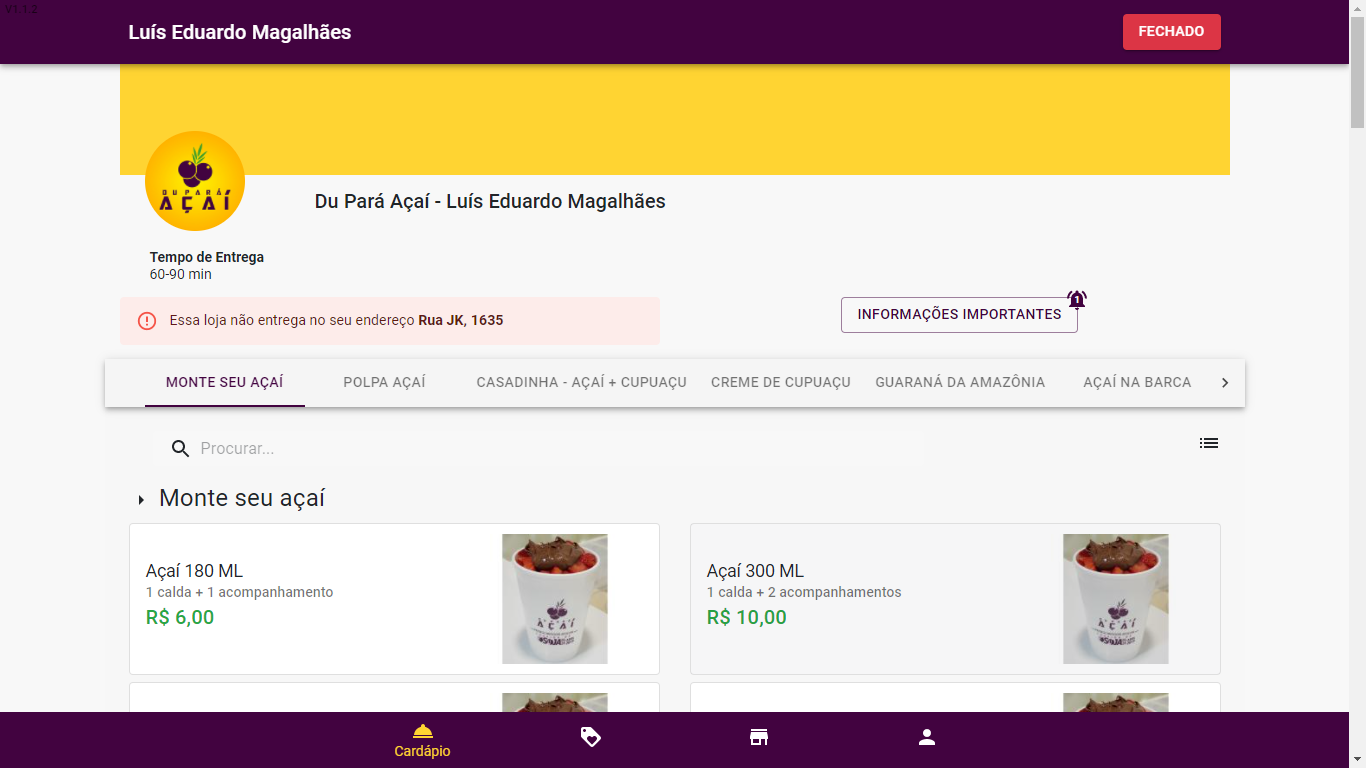 V1.1.2
Luís Eduardo Magalhães
FECHADO
DU PARÁ
AÇAÍ
Du Pará Açaí - Luís Eduardo Magalhães
Tempo de Entrega
60-90 min
1
Essa loja não entrega no seu endereço Rua JK, 1635
INFORMAÇÕES IMPORTANTES
MONTE SEU AÇAÍ
POLPA AÇAÍ
CASADINHA - AÇAÍ + CUPUAÇU
CREME DE CUPUAÇU
GUARANÁ DA AMAZÔNIA
AÇAÍ NA BARCA
Procurar...
Monte seu açaí
Açaí 180 ML
1 calda + 1 acompanhamento
R$ 6,00
AÇAÍ
Açaí 300 ML
1 calda + 2 acompanhamentos
R$ 10,00
AÇAÍ
Cardápio